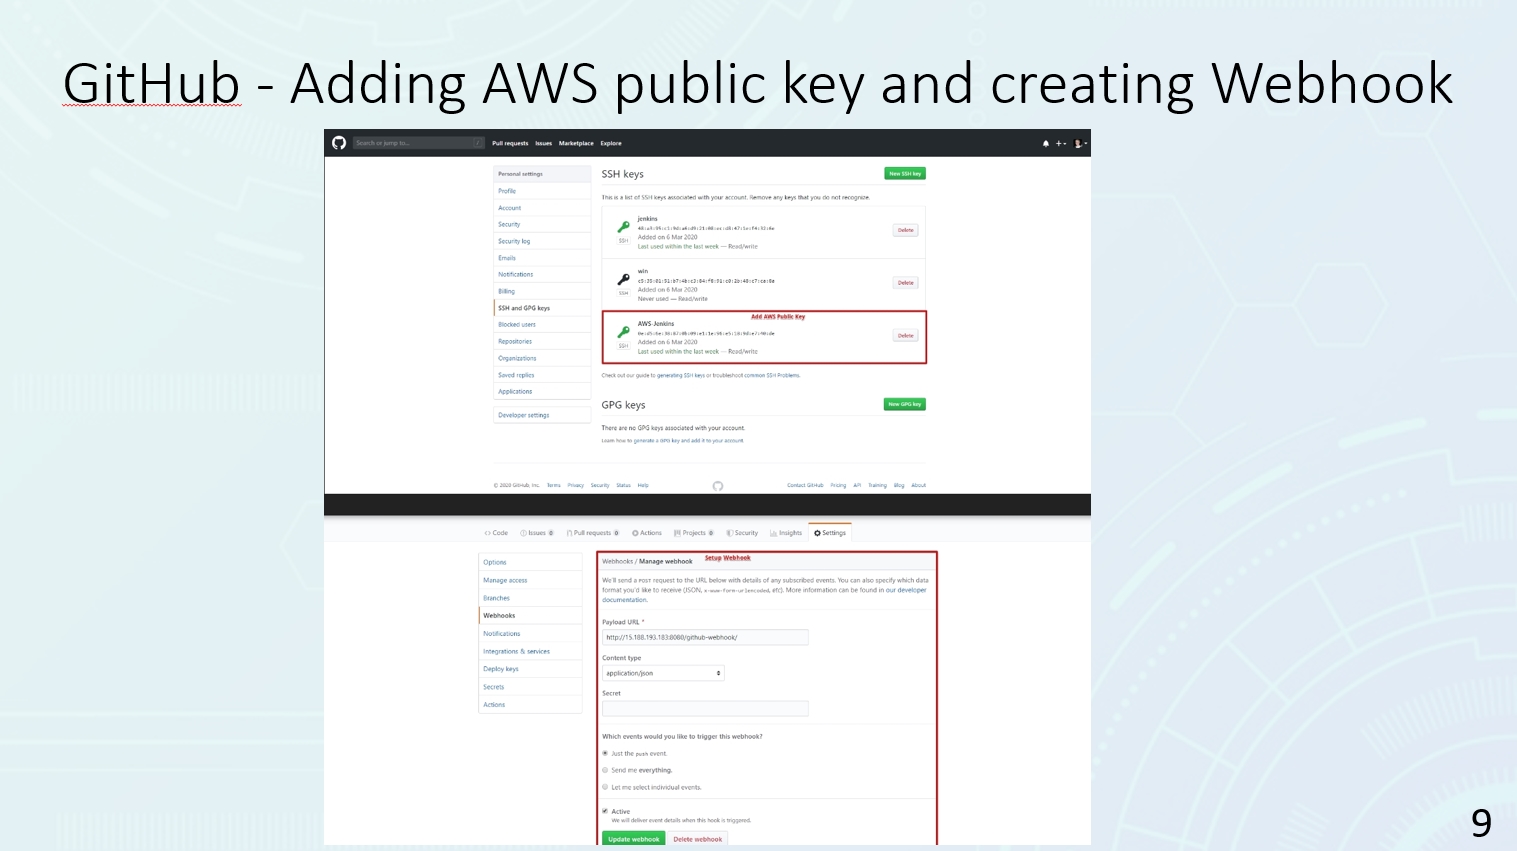 GitHub - Adding AWS public key and creating Webhook
Search or jump to... /
Pull requests Issues Marketplace Explore
Personal settings
Profile
Account
Security
Security log
Emails
Notifications
Billing
SSH and GPG keys
Blocked users
Repositories
Organizations
Saved replies
Applications
Developer settings
SSH keys
New SSH key
This is a list of SSH keys associated with your account. Remove any keys that you do not recognize.
jenkins
SSH
Added on 6 Mar 2020
Last used within the last week — Read/write
Delete
win
SSH
Added on 6 Mar 2020
Never used — Read/write
Delete
Add AWS Public Key
AWS-Jenkins
SSH
Added on 6 Mar 2020
Last used within the last week — Read/write
Delete
Check out our guide to generating SSH keys or troubleshoot common SSH Problems.
GPG keys
New GPG key
There are no GPG keys associated with your account.
Learn how to generate a GPG key and add it to your account.
© 2020 GitHub, Inc. Terms Privacy Security Status Help
Contact GitHub Pricing API Training Blog About
Code Issues 0 Pull requests 0 Actions Projects 0 Security Insights Settings
Options
Manage access
Branches
Webhooks
Notifications
Integrations & services
Deploy keys
Secrets
Actions
Webhooks / Manage webhook
Setup Webhook
We'll send a POST request to the URL below with details of any subscribed events. You can also specify which data
format you'd like to receive (JSON, x-www-form-urlencoded, etc). More information can be found in our developer
documentation.
Payload URL *
http://15.188.193.183:8080/github-webhook/
Content type
application/json
Secret
Which events would you like to trigger this webhook?
Just the push event.
Send me everything.
Let me select individual events.
Active
We will deliver event details when this hook is triggered.
Update webhook Delete webhook
9